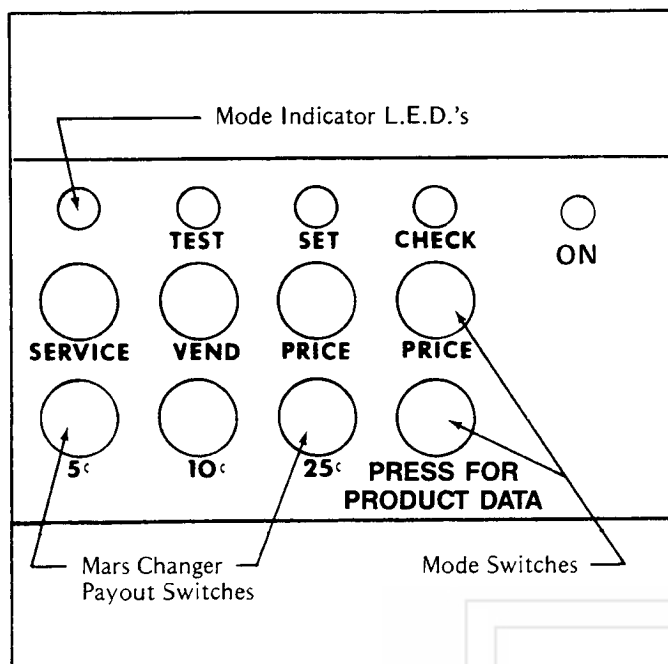 Mode Indicator L.E.D.'s
TEST SET CHECK
ON
SERVICE VEND PRICE PRICE
5¢ 10¢ 25¢ PRESS FOR
PRODUCT DATA
Mars Changer
Payout Switches
Mode Switches